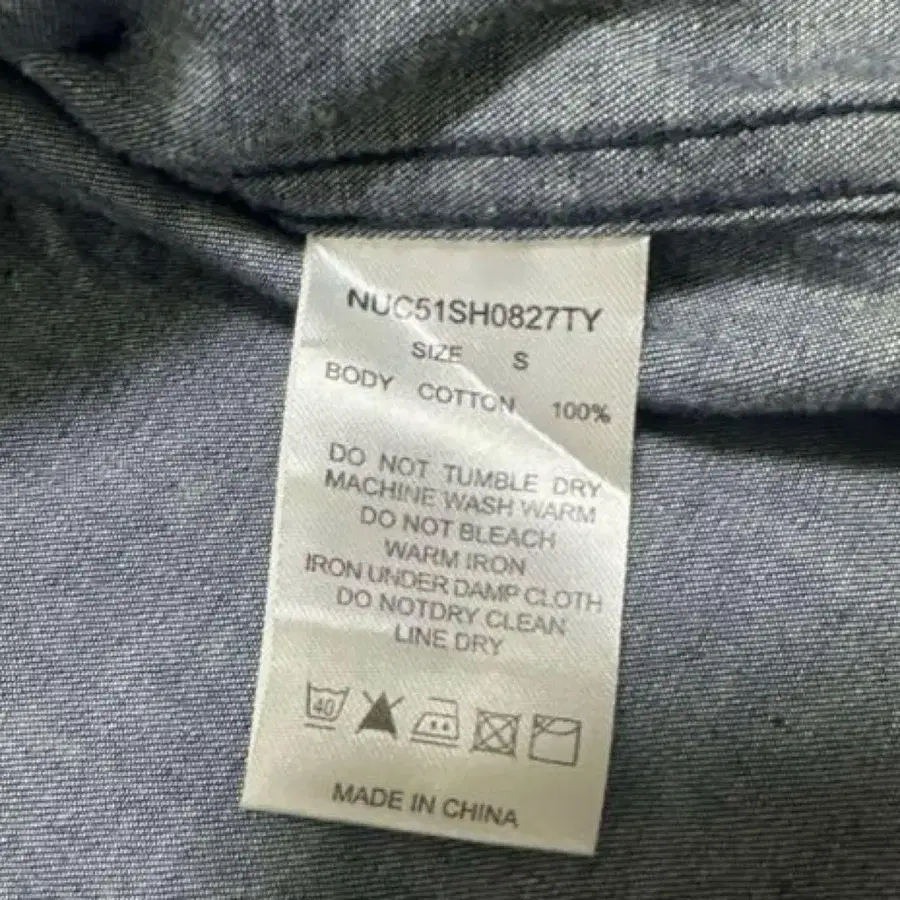 NUC51SH0827TY
SIZE S
BODY COTTON 100%
DO NOT TUMBLE DRY
MACHINE WASH WARM
DO NOT BLEACH
WARM IRON
IRON UNDER DAMP CLOTH
DO NOTDRY CLEAN
LINE DRY
40
MADE IN CHINA